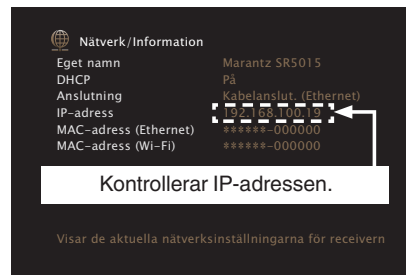 Nätverk/Information
Eget namn Marantz SR5015
DHCP På
Anslutning Kabelanslut. (Ethernet)
IP-adress 192.168.100.19
MAC-adress (Ethernet) ******-000000
MAC-adress (Wi-Fi) ******-000000
Kontrollerar IP-adressen.
Visar de aktuella nätverksinställningarna för receivern